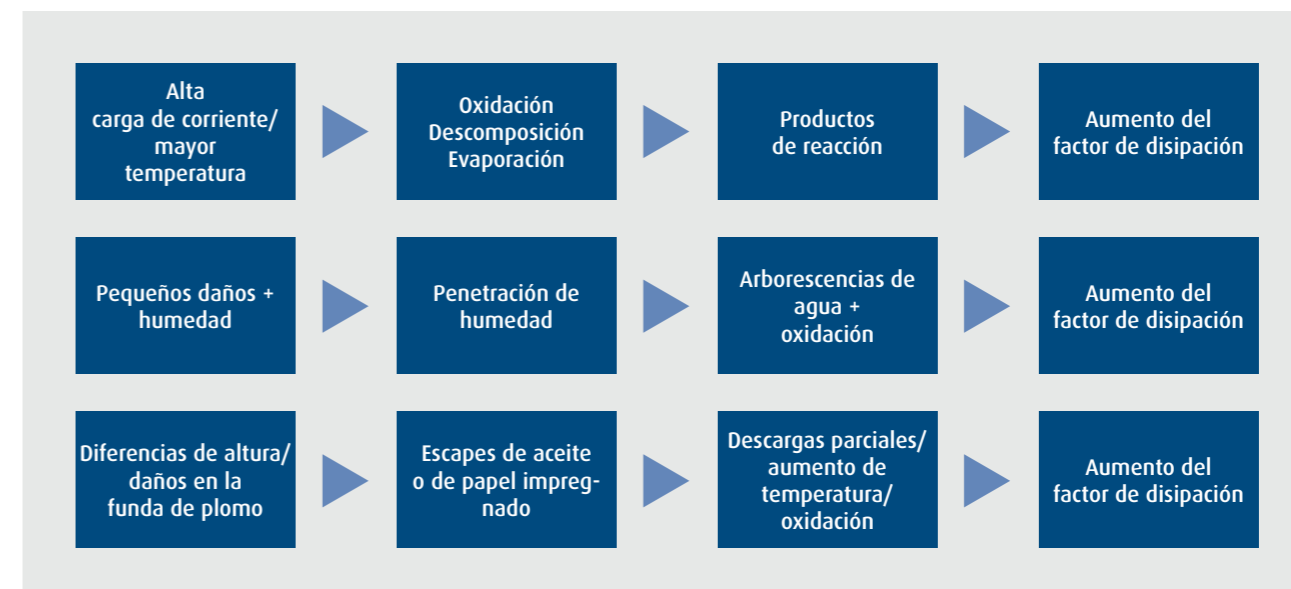 Alta
carga de corriente/
mayor
temperatura
Oxidación
Descomposición
Evaporación
Productos
de reacción
Aumento del
factor de disipación
Pequeños daños +
humedad
Penetración de
humedad
Arborescencias de
agua +
oxidación
Aumento del
factor de disipación
Diferencias de altura/
daños en la
funda de plomo
Escapes de aceite
o de papel impreg-
nado
Descargas parciales/
aumento de
temperatura/
oxidación
Aumento del
factor de disipación